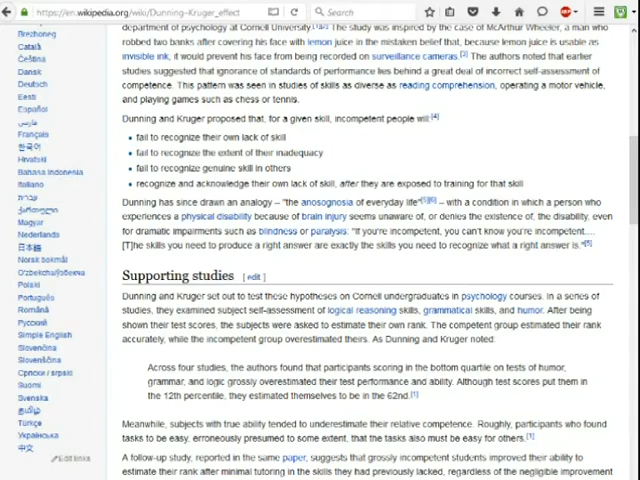 https://en.wikipedia.org/wiki/Dunning–Kruger_effect
Search
Brezhoneg
Català
Čeština
Dansk
Deutsch
Eesti
Español
فارسی
Français
한국어
Hrvatski
Bahasa Indonesia
Italiano
עברית
ქართული
Magyar
Nederlands
日本語
Norsk bokmål
Oʻzbekcha/ўзбекча
Polski
Português
Română
Русский
Simple English
Slovenčina
Slovenščina
Српски / srpski
Suomi
Svenska
தமிழ்
Türkçe
Українська
中文
Edit links
department of psychology at Cornell University.[1][2] The study was inspired by the case of McArthur Wheeler, a man who
robbed two banks after covering his face with lemon juice in the mistaken belief that, because lemon juice is usable as
invisible ink, it would prevent his face from being recorded on surveillance cameras.[3] The authors noted that earlier
studies suggested that ignorance of standards of performance lies behind a great deal of incorrect self-assessment of
competence. This pattern was seen in studies of skills as diverse as reading comprehension, operating a motor vehicle,
and playing games such as chess or tennis.
Dunning and Kruger proposed that, for a given skill, incompetent people will:[4]
• fail to recognize their own lack of skill
• fail to recognize the extent of their inadequacy
• fail to recognize genuine skill in others
• recognize and acknowledge their own lack of skill, after they are exposed to training for that skill
Dunning has since drawn an analogy – "the anosognosia of everyday life"[5][6] – with a condition in which a person who
experiences a physical disability because of brain injury seems unaware of, or denies the existence of, the disability, even
for dramatic impairments such as blindness or paralysis: "If you're incompetent, you can't know you're incompetent....
[T]he skills you need to produce a right answer are exactly the skills you need to recognize what a right answer is."[5]
Supporting studies [ edit ]
Dunning and Kruger set out to test these hypotheses on Cornell undergraduates in psychology courses. In a series of
studies, they examined subject self-assessment of logical reasoning skills, grammatical skills, and humor. After being
shown their test scores, the subjects were asked to estimate their own rank. The competent group estimated their rank
accurately, while the incompetent group overestimated theirs. As Dunning and Kruger noted:
Across four studies, the authors found that participants scoring in the bottom quartile on tests of humor,
grammar, and logic grossly overestimated their test performance and ability. Although test scores put them in
the 12th percentile, they estimated themselves to be in the 62nd.[1]
Meanwhile, subjects with true ability tended to underestimate their relative competence. Roughly, participants who found
tasks to be easy, erroneously presumed to some extent, that the tasks also must be easy for others.[1]
A follow-up study, reported in the same paper, suggests that grossly incompetent students improved their ability to
estimate their rank after minimal tutoring in the skills they had previously lacked, regardless of the negligible improvement